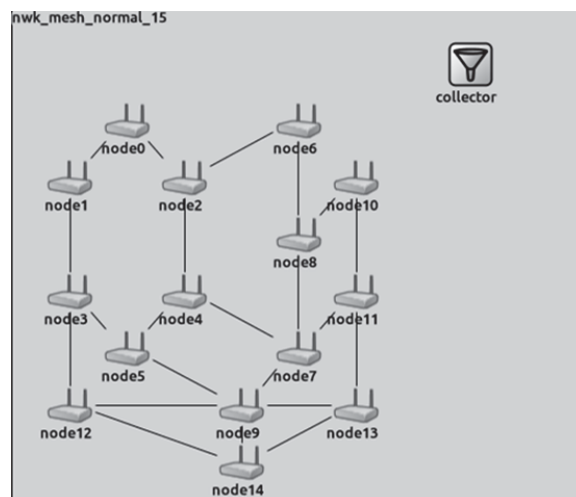 nwk_mesh_normal_15
collector
node0
node6
node1
node2
node10
node8
node3
node4
node11
node5
node7
node12
node9
node13
node14